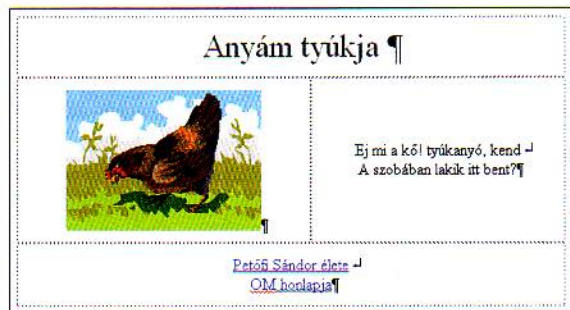 Anyám tyúkja ¶
¶
Ej mi a kő! tyúkanyó, kend ↵
A szobában lakik itt bent?¶
Petőfi Sándor élete ↵
OM honlapja¶